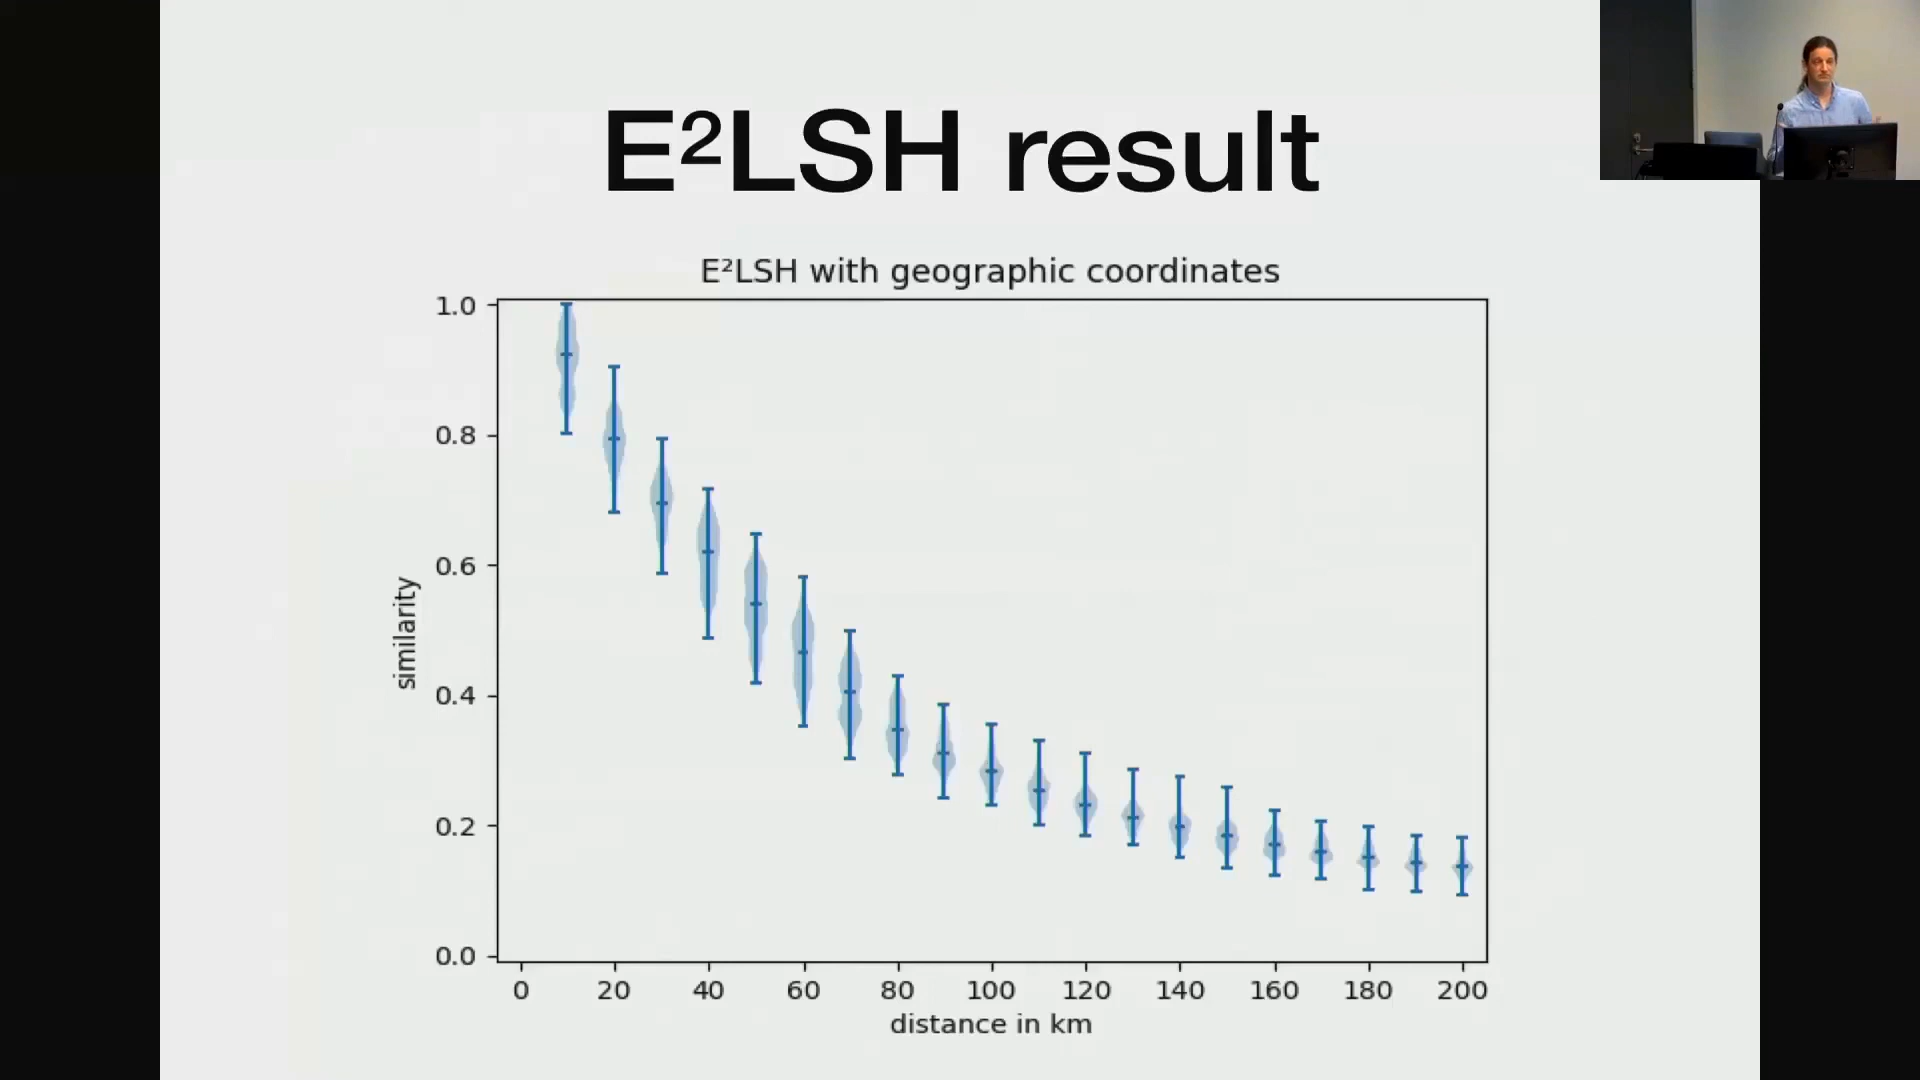 E²LSH result
E²LSH with geographic coordinates
1.0
0.8
0.6
0.4
0.2
0.0
similarity
0 20 40 60 80 100 120 140 160 180 200
distance in km